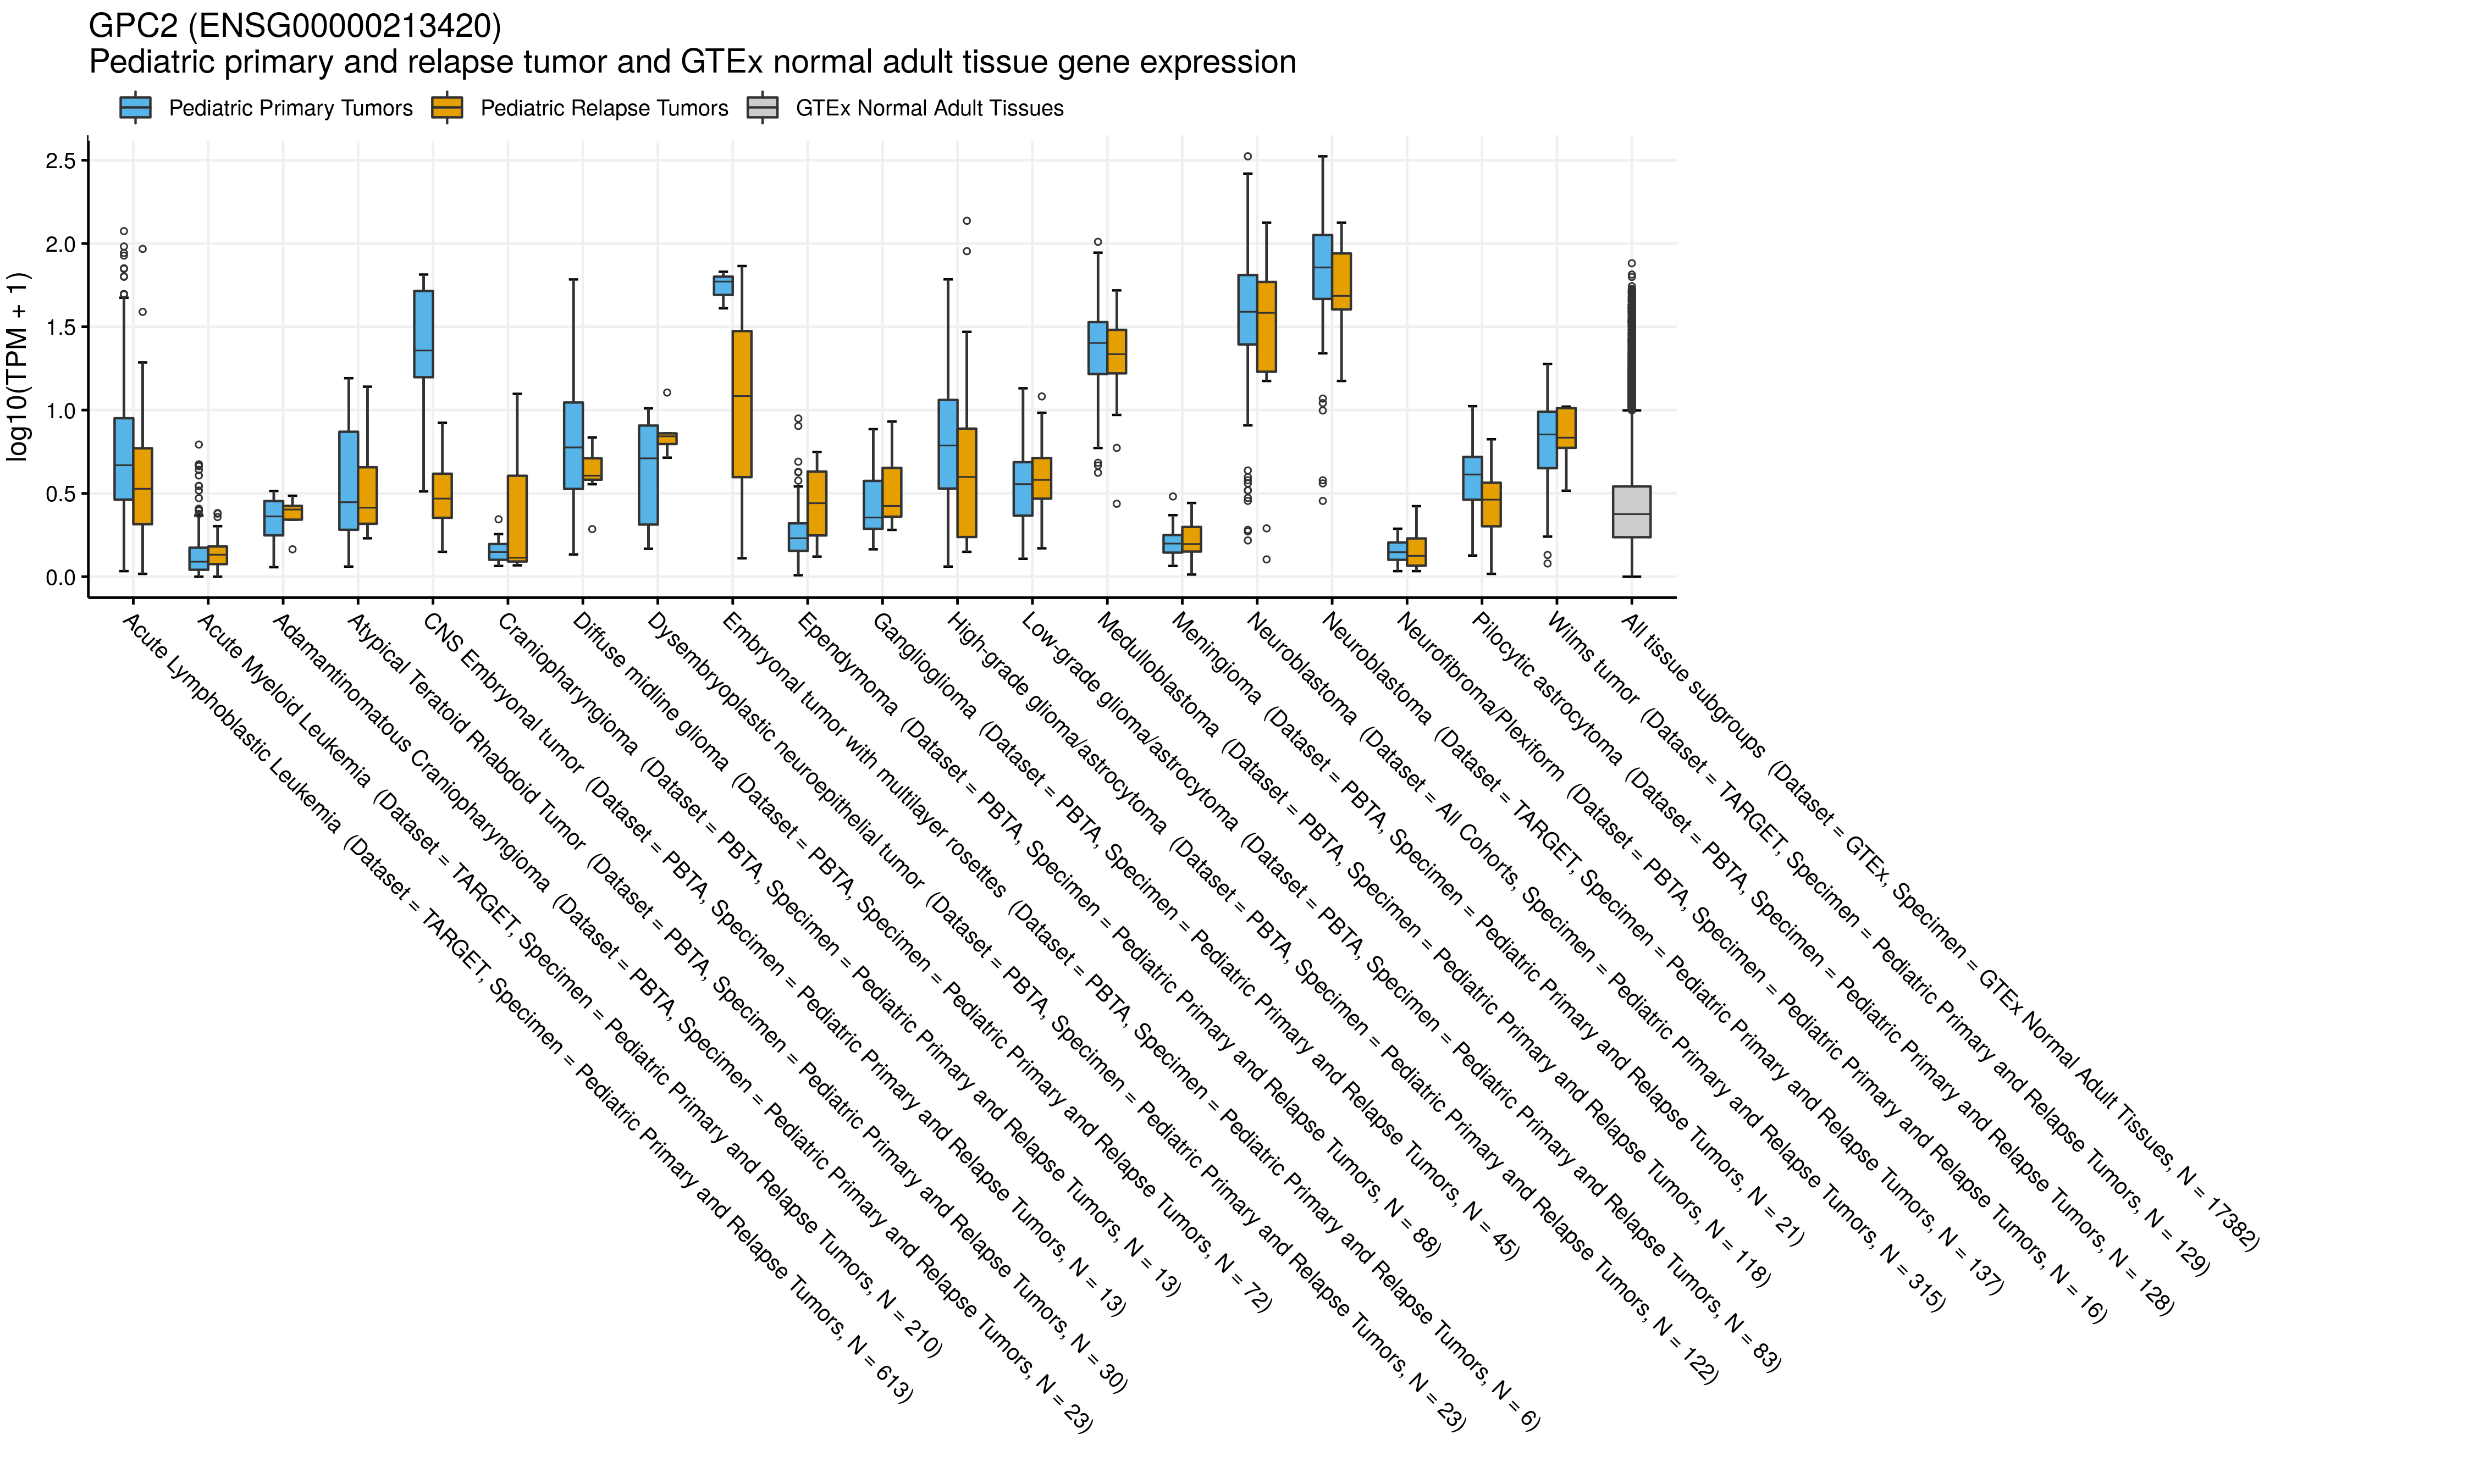 GPC2 (ENSG00000213420)
Pediatric primary and relapse tumor and GTEx normal adult tissue gene expression
Pediatric Primary Tumors
Pediatric Relapse Tumors
GTEx Normal Adult Tissues
log10(TPM + 1)
2.5
2.0
1.5
1.0
0.5
0.0
Acute Lymphoblastic Leukemia (Dataset = TARGET, Specimen = Pediatric Primary and Relapse Tumors, N = 613)
Acute Myeloid Leukemia (Dataset = TARGET, Specimen = Pediatric Primary and Relapse Tumors, N = 210)
Adamantinomatous Craniopharyngioma (Dataset = PBTA, Specimen = Pediatric Primary and Relapse Tumors, N = 23)
Atypical Teratoid Rhabdoid Tumor (Dataset = PBTA, Specimen = Pediatric Primary and Relapse Tumors, N = 30)
CNS Embryonal tumor (Dataset = PBTA, Specimen = Pediatric Primary and Relapse Tumors, N = 13)
Craniopharyngioma (Dataset = PBTA, Specimen = Pediatric Primary and Relapse Tumors, N = 13)
Diffuse midline glioma (Dataset = PBTA, Specimen = Pediatric Primary and Relapse Tumors, N = 72)
Dysembryoplastic neuroepithelial tumor (Dataset = PBTA, Specimen = Pediatric Primary and Relapse Tumors, N = 23)
Embryonal tumor with multilayer rosettes (Dataset = PBTA, Specimen = Pediatric Primary and Relapse Tumors, N = 6)
Ependymoma (Dataset = PBTA, Specimen = Pediatric Primary and Relapse Tumors, N = 88)
Ganglioglioma (Dataset = PBTA, Specimen = Pediatric Primary and Relapse Tumors, N = 45)
High-grade glioma/astrocytoma (Dataset = PBTA, Specimen = Pediatric Primary and Relapse Tumors, N = 122)
Low-grade glioma/astrocytoma (Dataset = PBTA, Specimen = Pediatric Primary and Relapse Tumors, N = 83)
Medulloblastoma (Dataset = PBTA, Specimen = Pediatric Primary and Relapse Tumors, N = 118)
Meningioma (Dataset = PBTA, Specimen = Pediatric Primary and Relapse Tumors, N = 21)
Neuroblastoma (Dataset = All Cohorts, Specimen = Pediatric Primary and Relapse Tumors, N = 315)
Neuroblastoma (Dataset = TARGET, Specimen = Pediatric Primary and Relapse Tumors, N = 137)
Neurofibroma/Plexiform (Dataset = PBTA, Specimen = Pediatric Primary and Relapse Tumors, N = 16)
Pilocytic astrocytoma (Dataset = PBTA, Specimen = Pediatric Primary and Relapse Tumors, N = 128)
Wilms tumor (Dataset = TARGET, Specimen = Pediatric Primary and Relapse Tumors, N = 129)
All tissue subgroups (Dataset = GTEx, Specimen = GTEx Normal Adult Tissues, N = 17382)